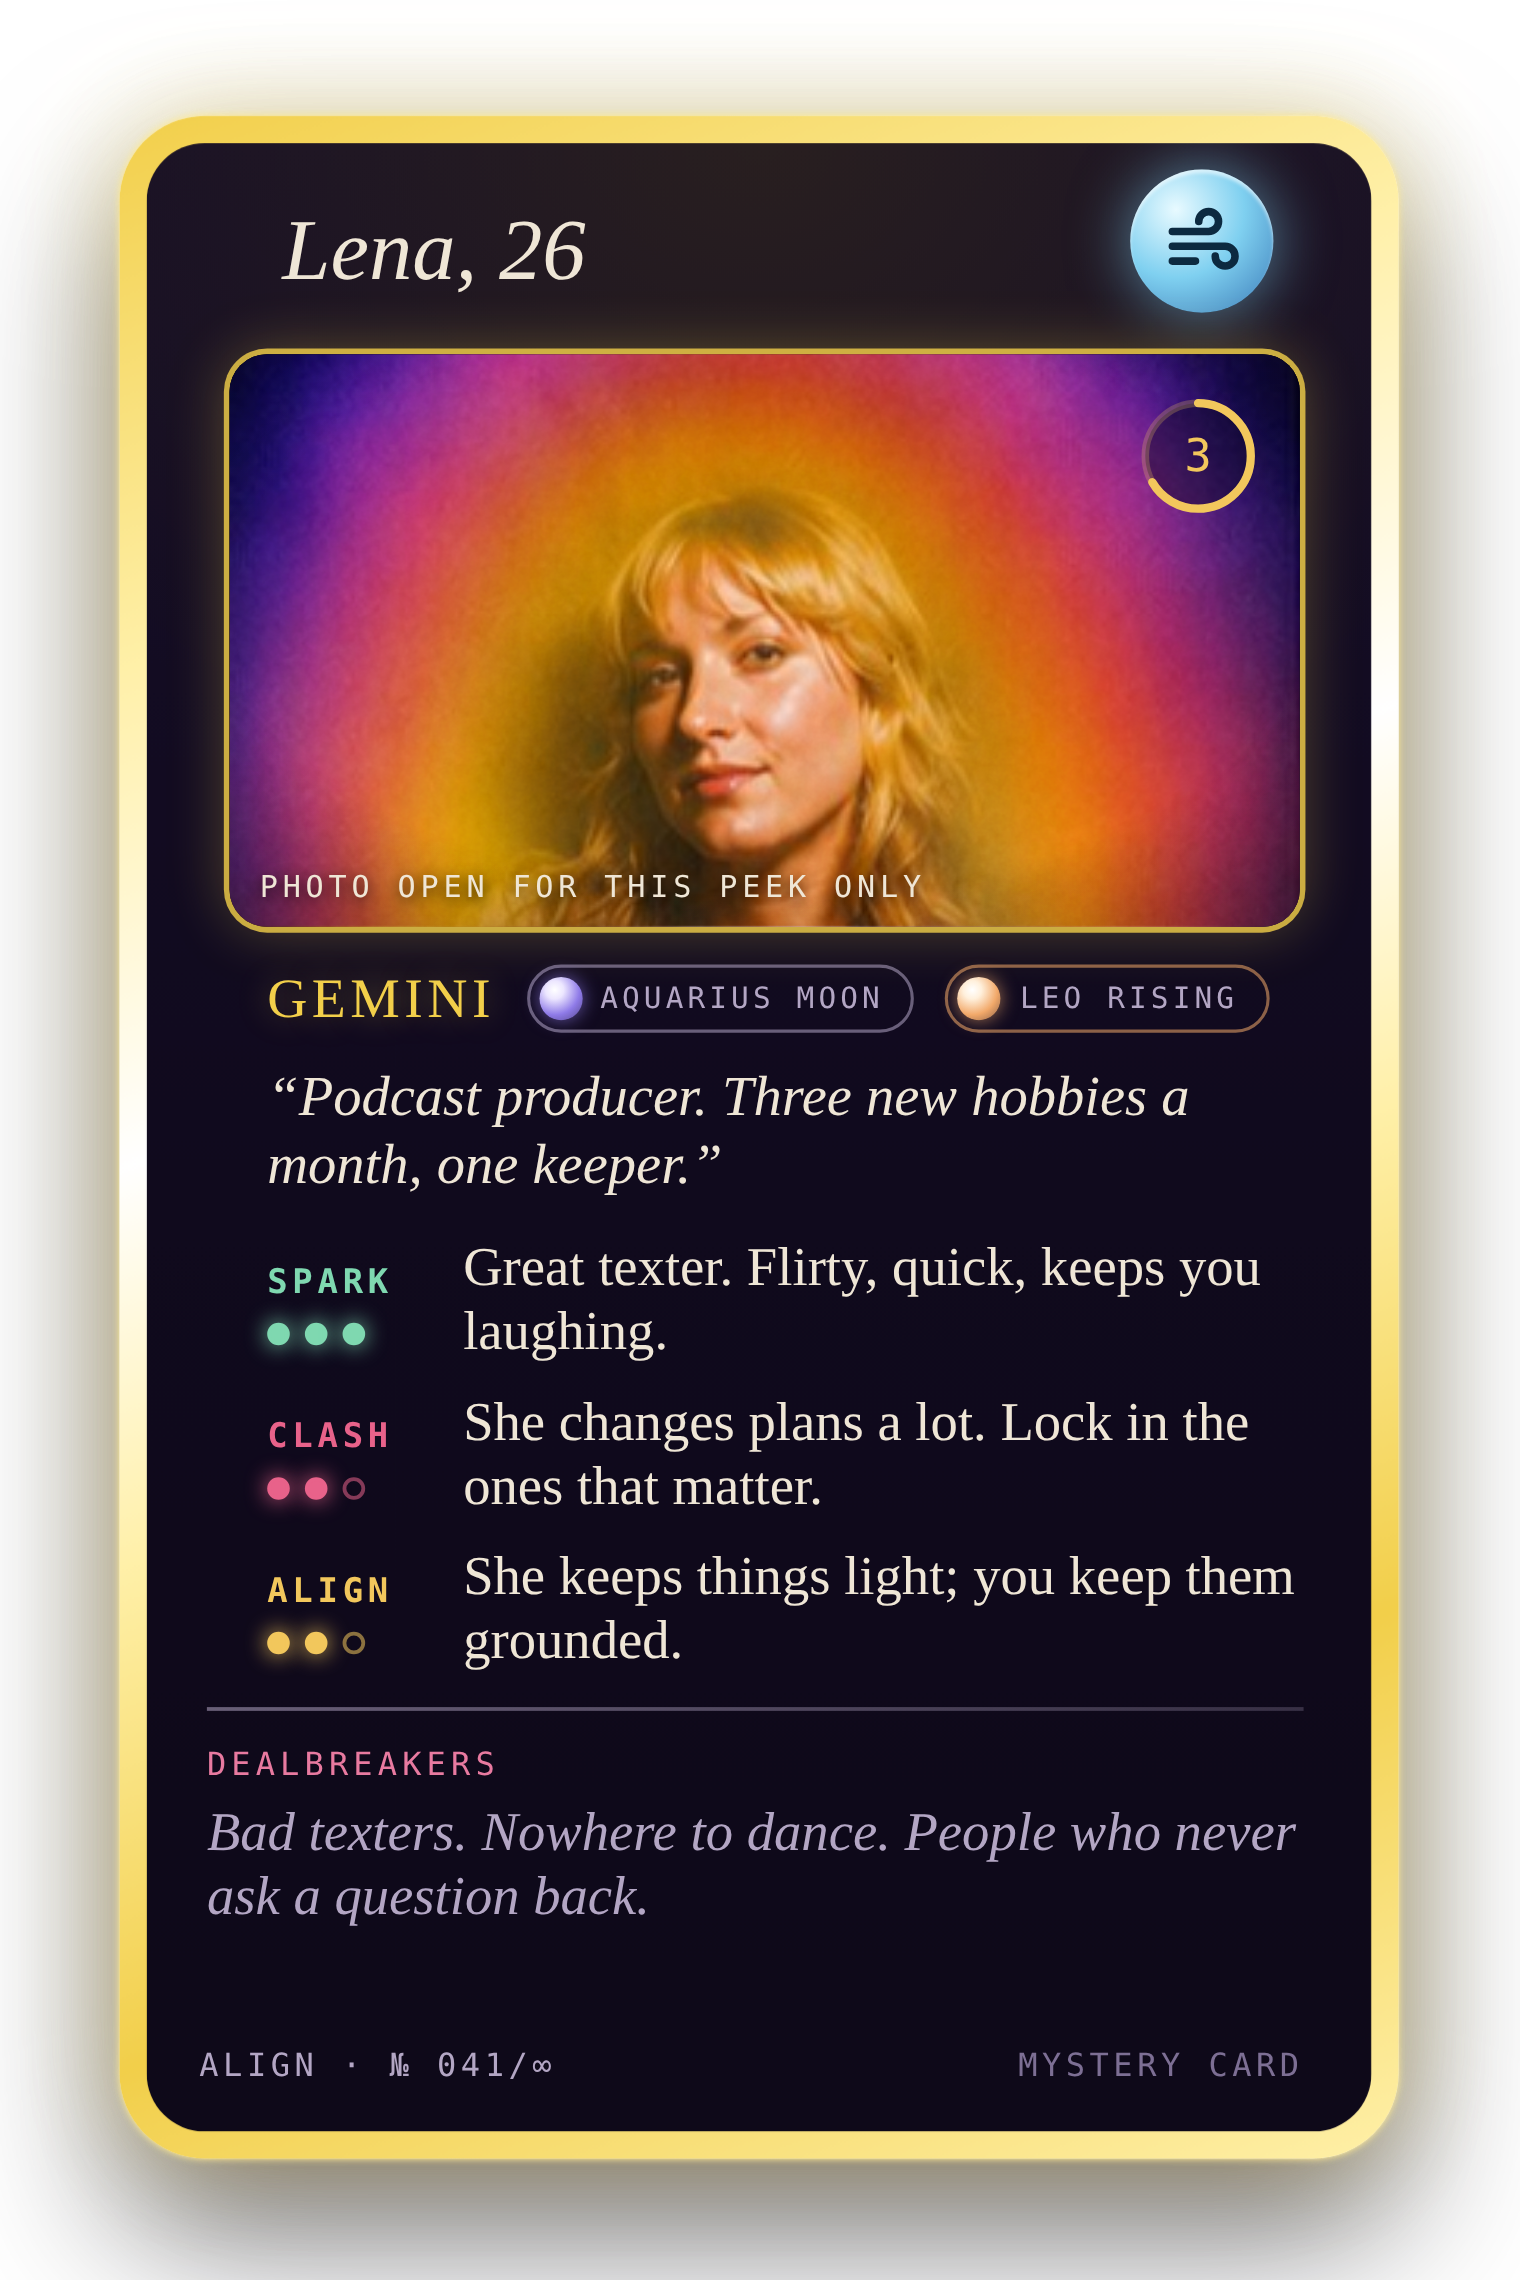 Lena, 26
3
PHOTO OPEN FOR THIS PEEK ONLY
GEMINI AQUARIUS MOON LEO RISING
“Podcast producer. Three new hobbies a
month, one keeper.”
SPARK
Great texter. Flirty, quick, keeps you
laughing.
CLASH
She changes plans a lot. Lock in the
ones that matter.
ALIGN
She keeps things light; you keep them
grounded.
DEALBREAKERS
Bad texters. Nowhere to dance. People who never
ask a question back.
ALIGN · № 041/∞ MYSTERY CARD